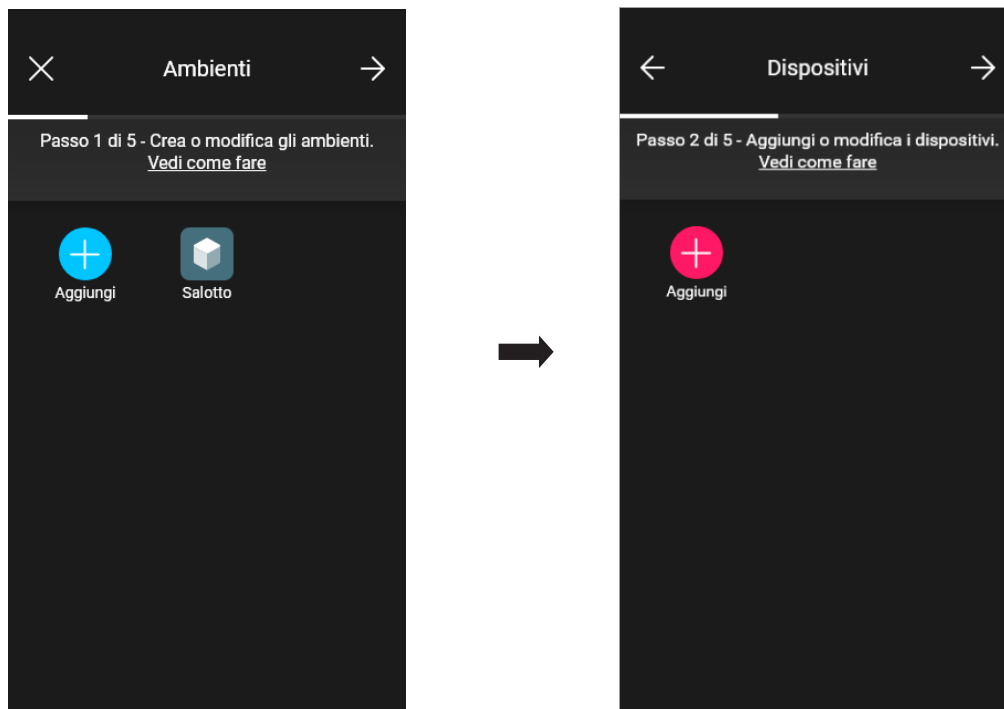 Ambienti
Passo 1 di 5 - Crea o modifica gli ambienti.
Vedi come fare
Aggiungi
Salotto
Dispositivi
Passo 2 di 5 - Aggiungi o modifica i dispositivi.
Vedi come fare
Aggiungi